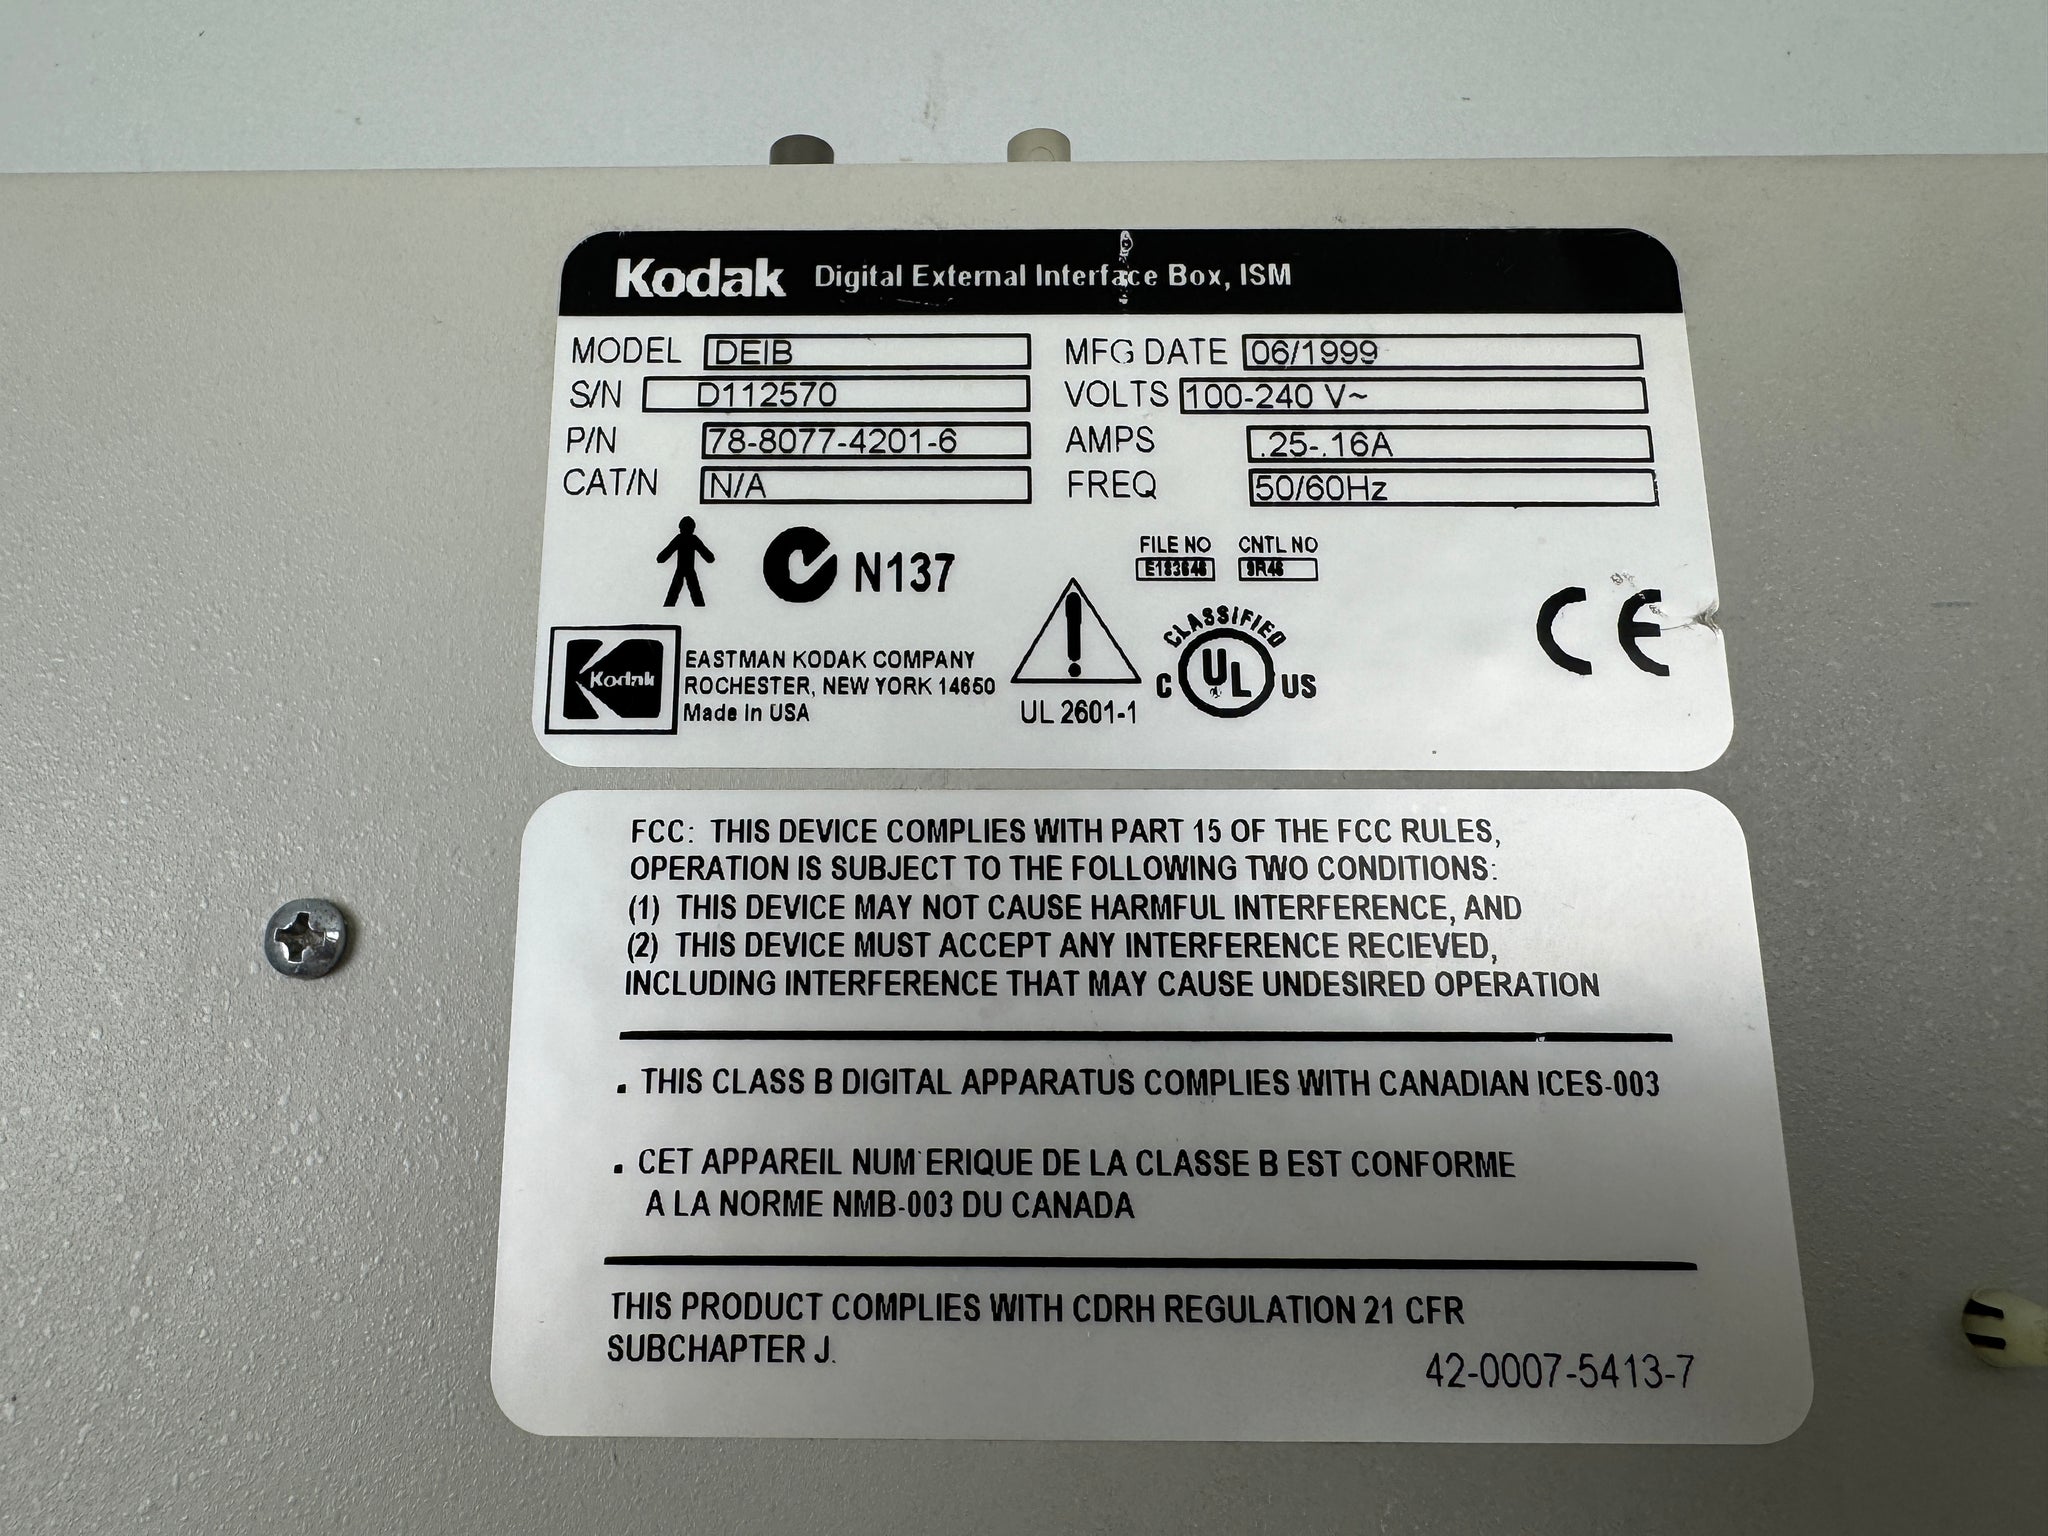 Kodak Digital External Interface Box, ISM
MODEL DEIB MFG DATE 06/1999
S/N D112570 VOLTS 100-240 V~
P/N 78-8077-4201-6 AMPS .25-.16A
CAT/N N/A FREQ 50/60Hz
N137
FILE NO CNTL NO
E183646 9R46
CLASSIFIED
C UL US
CE
Kodak
EASTMAN KODAK COMPANY
ROCHESTER, NEW YORK 14650
Made in USA
UL 2601-1
FCC: THIS DEVICE COMPLIES WITH PART 15 OF THE FCC RULES,
OPERATION IS SUBJECT TO THE FOLLOWING TWO CONDITIONS:
(1) THIS DEVICE MAY NOT CAUSE HARMFUL INTERFERENCE, AND
(2) THIS DEVICE MUST ACCEPT ANY INTERFERENCE RECIEVED,
INCLUDING INTERFERENCE THAT MAY CAUSE UNDESIRED OPERATION
. THIS CLASS B DIGITAL APPARATUS COMPLIES WITH CANADIAN ICES-003
. CET APPAREIL NUM'ERIQUE DE LA CLASSE B EST CONFORME
A LA NORME NMB-003 DU CANADA
THIS PRODUCT COMPLIES WITH CDRH REGULATION 21 CFR
SUBCHAPTER J.
42-0007-5413-7